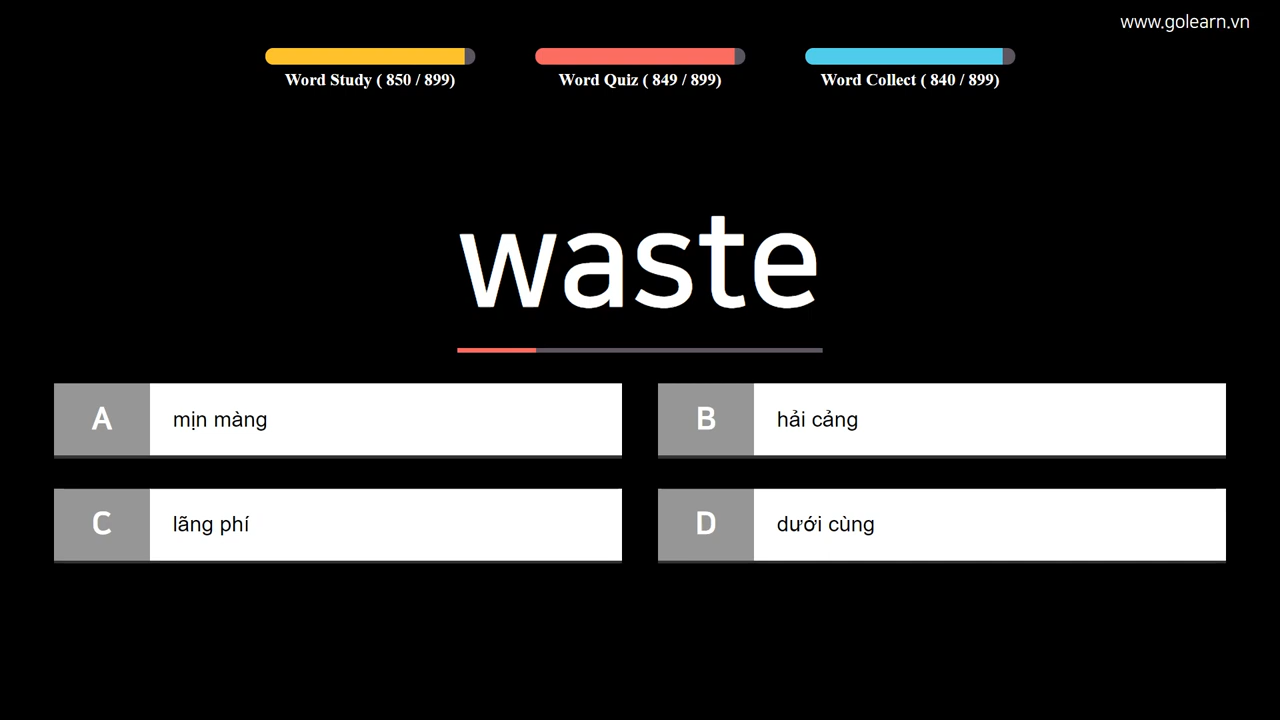 www.golearn.vn
Word Study ( 850 / 899)
Word Quiz ( 849 / 899)
Word Collect ( 840 / 899)
waste
A mịn màng
B hải cảng
C lãng phí
D dưới cùng